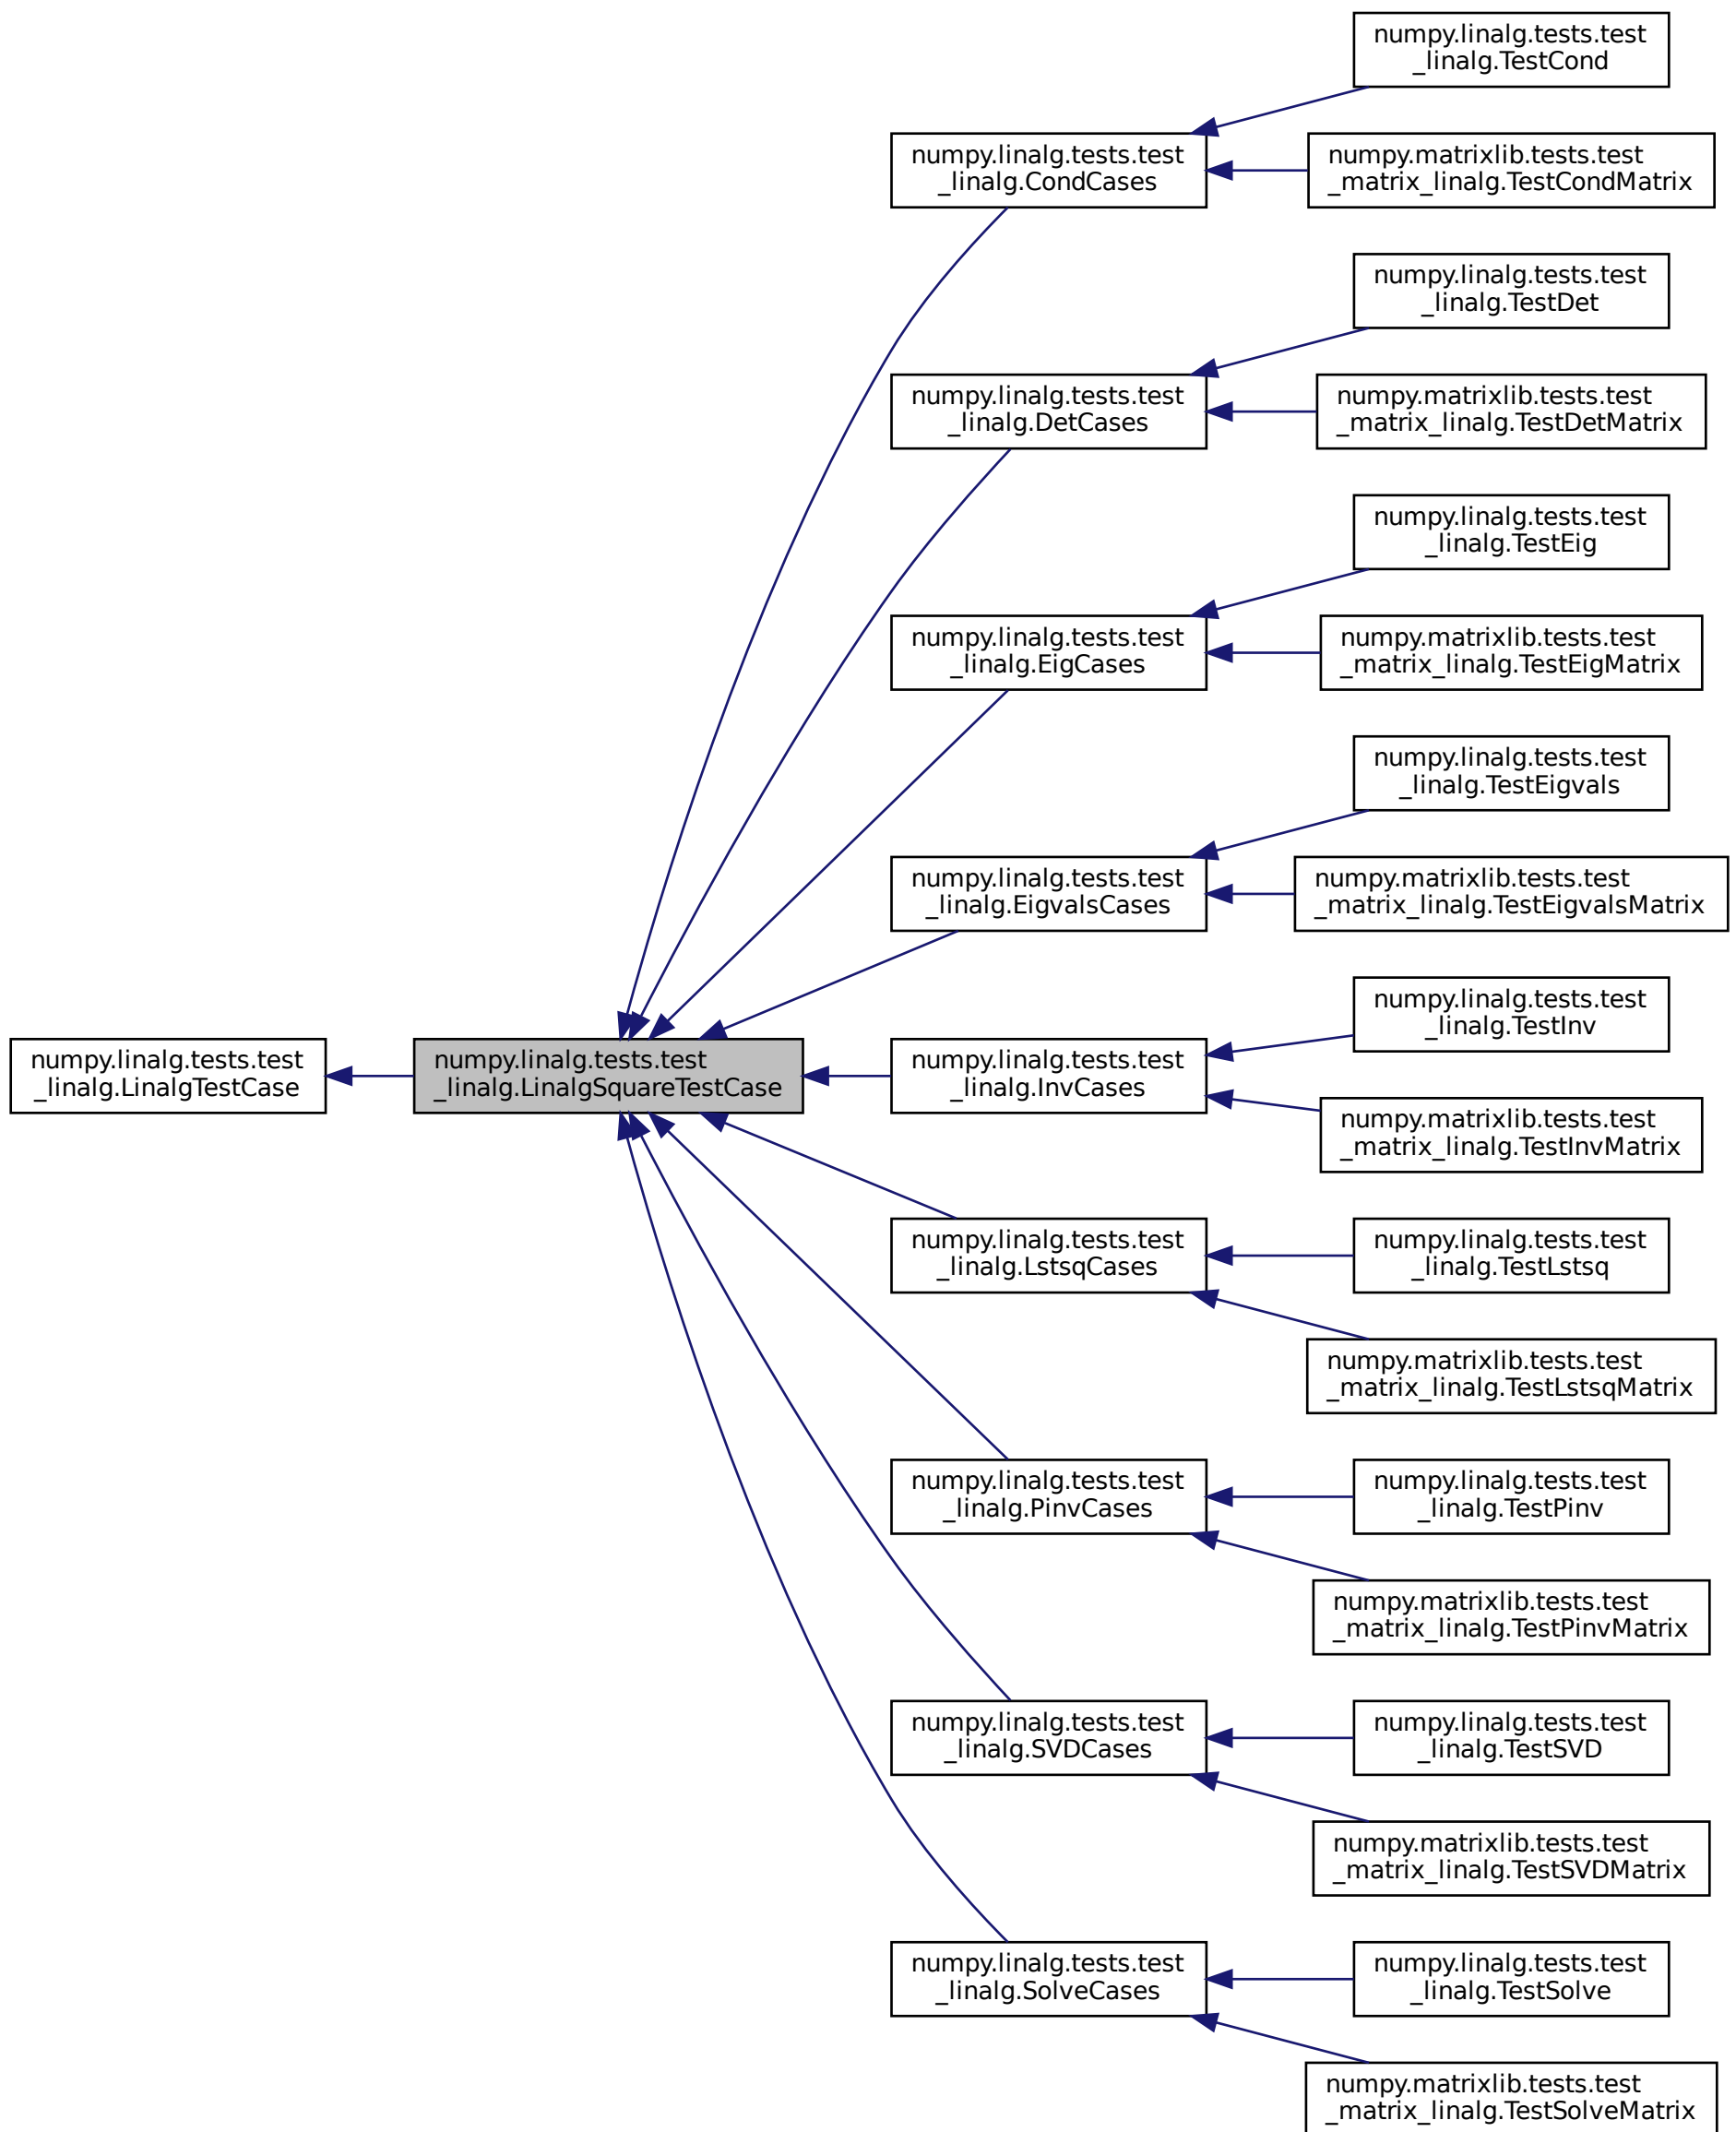 numpy.linalg.tests.test
_linalg.TestCond
numpy.linalg.tests.test
_linalg.CondCases
numpy.matrixlib.tests.test
_matrix_linalg.TestCondMatrix
numpy.linalg.tests.test
_linalg.TestDet
numpy.linalg.tests.test
_linalg.DetCases
numpy.matrixlib.tests.test
_matrix_linalg.TestDetMatrix
numpy.linalg.tests.test
_linalg.TestEig
numpy.linalg.tests.test
_linalg.EigCases
numpy.matrixlib.tests.test
_matrix_linalg.TestEigMatrix
numpy.linalg.tests.test
_linalg.TestEigvals
numpy.linalg.tests.test
_linalg.EigvalsCases
numpy.matrixlib.tests.test
_matrix_linalg.TestEigvalsMatrix
numpy.linalg.tests.test
_linalg.TestInv
numpy.linalg.tests.test
_linalg.LinalgTestCase
numpy.linalg.tests.test
_linalg.LinalgSquareTestCase
numpy.linalg.tests.test
_linalg.InvCases
numpy.matrixlib.tests.test
_matrix_linalg.TestInvMatrix
numpy.linalg.tests.test
_linalg.LstsqCases
numpy.linalg.tests.test
_linalg.TestLstsq
numpy.matrixlib.tests.test
_matrix_linalg.TestLstsqMatrix
numpy.linalg.tests.test
_linalg.PinvCases
numpy.linalg.tests.test
_linalg.TestPinv
numpy.matrixlib.tests.test
_matrix_linalg.TestPinvMatrix
numpy.linalg.tests.test
_linalg.SVDCases
numpy.linalg.tests.test
_linalg.TestSVD
numpy.matrixlib.tests.test
_matrix_linalg.TestSVDMatrix
numpy.linalg.tests.test
_linalg.SolveCases
numpy.linalg.tests.test
_linalg.TestSolve
numpy.matrixlib.tests.test
_matrix_linalg.TestSolveMatrix